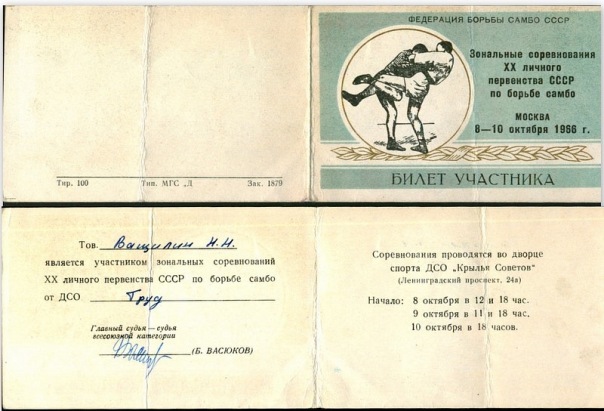 ФЕДЕРАЦИЯ БОРЬБЫ САМБО СССР
Зональные соревнования
XX личного
первенства СССР
по борьбе самбо
МОСКВА
8—10 октября 1966 г.
БИЛЕТ УЧАСТНИКА
Тир. 100 Тип. МГС „Д Зак. 1879
Тов. Ващилин Н.Н.
является участником зональных соревнований
XX личного первенства СССР по борьбе самбо
от ДСО Труд
Главный судья — судья
всесоюзной категории
(Б. ВАСЮКОВ)
Соревнования проводятся во дворце
спорта ДСО „Крылья Советов"
(Ленинградский проспект, 24а)
Начало: 8 октября в 12 и 18 час.
9 октября в 11 и 18 час.
10 октября в 18 часов.